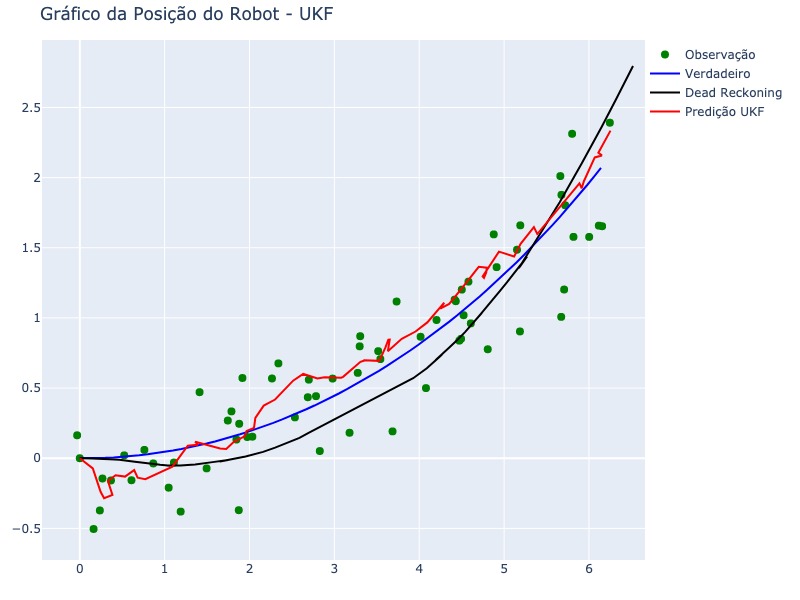 Gráfico da Posição do Robot - UKF
Observação
Verdadeiro
Dead Reckoning
Predição UKF
2.5
2
1.5
1
0.5
0
−0.5
0 1 2 3 4 5 6